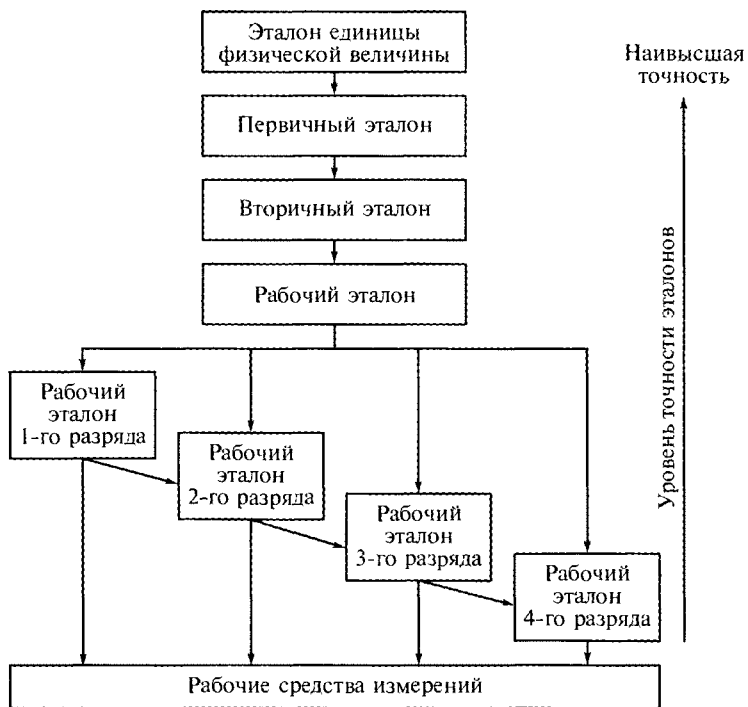 Эталон единицы
физической величины
Наивысшая
точность
Первичный эталон
Вторичный эталон
Рабочий эталон
Уровень точности эталонов
Рабочий
эталон
1-го разряда
Рабочий
эталон
2-го разряда
Рабочий
эталон
3-го разряда
Рабочий
эталон
4-го разряда
Рабочие средства измерений